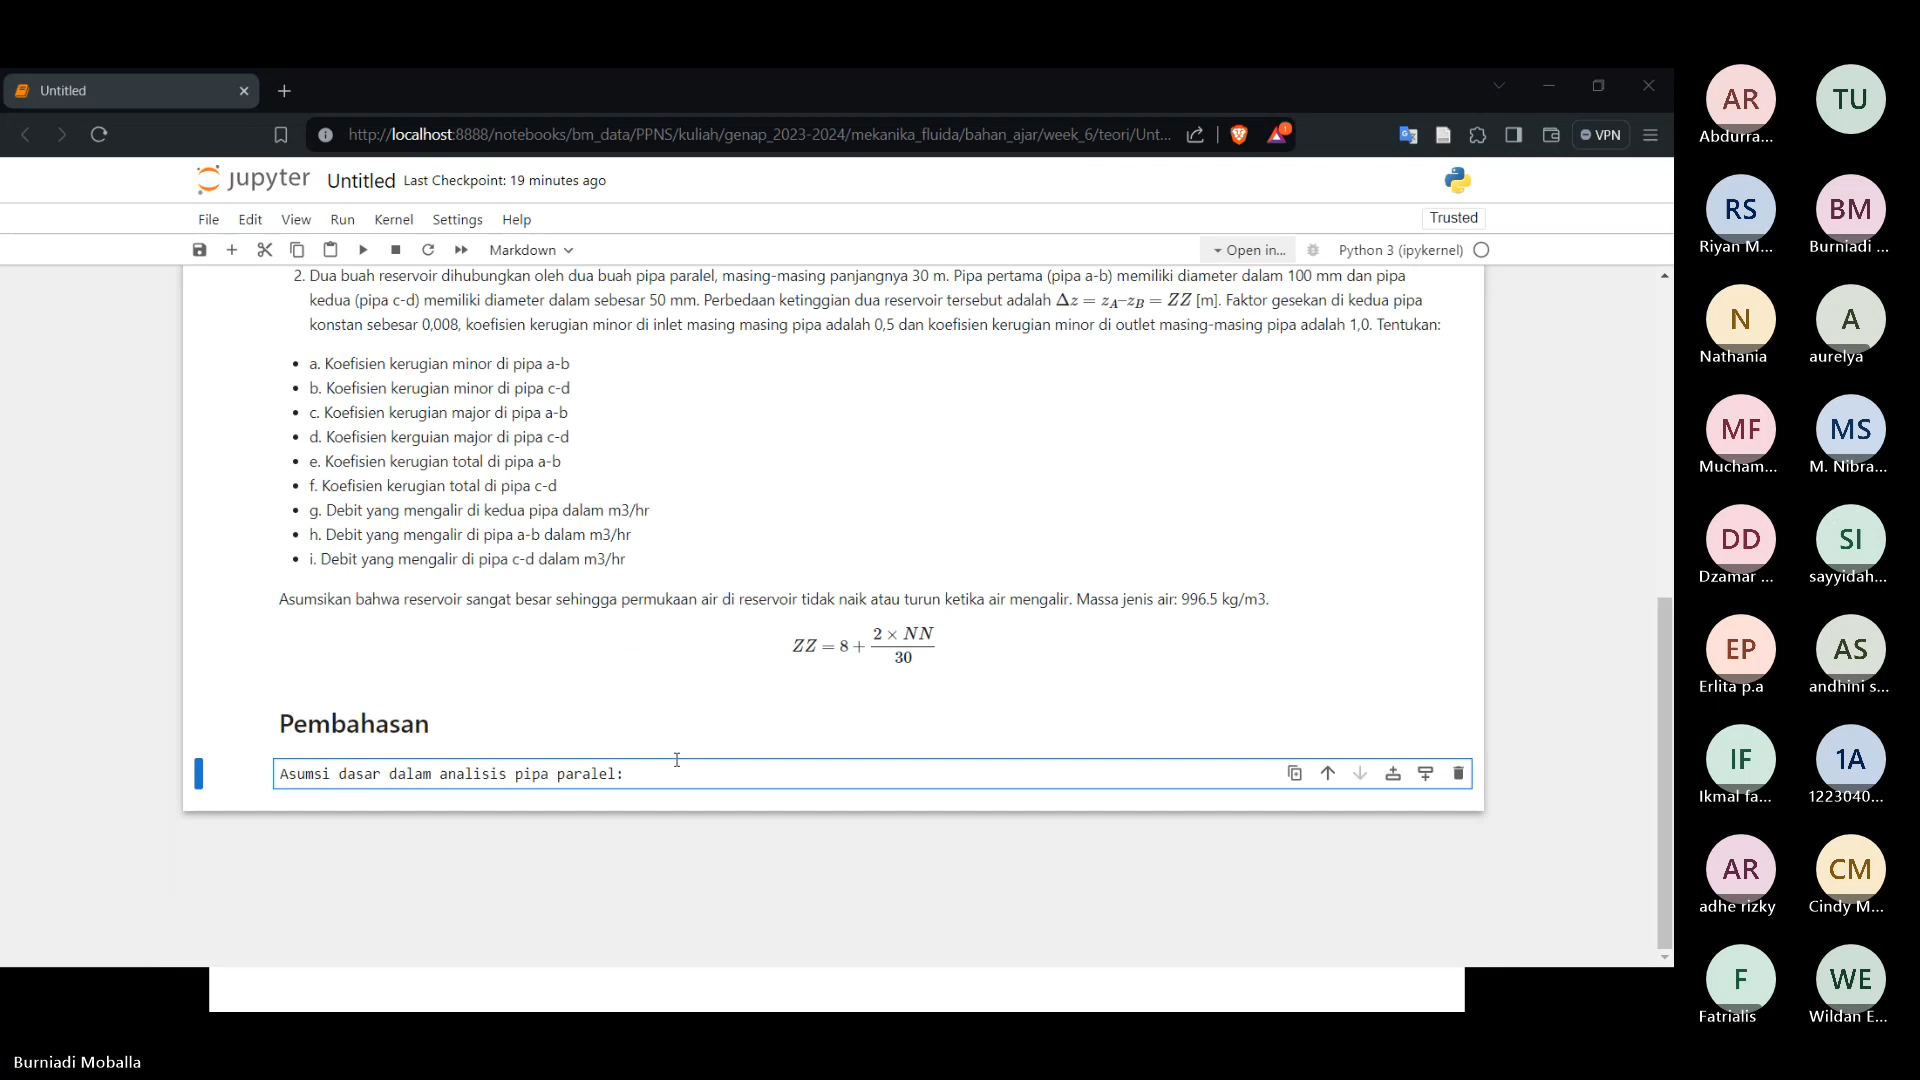 Untitled
http://localhost:8888/notebooks/bm_data/PPNS/kuliah/genap_2023-2024/mekanika_fluida/bahan_ajar/week_6/teori/Unt...
1
VPN
jupyter Untitled Last Checkpoint: 19 minutes ago
File Edit View Run Kernel Settings Help
Trusted
Markdown
Open in...
Python 3 (ipykernel)
2. Dua buah reservoir dihubungkan oleh dua buah pipa paralel, masing-masing panjangnya 30 m. Pipa pertama (pipa a-b) memiliki diameter dalam 100 mm dan pipa
kedua (pipa c-d) memiliki diameter dalam sebesar 50 mm. Perbedaan ketinggian dua reservoir tersebut adalah Δz = z_A–z_B = ZZ [m]. Faktor gesekan di kedua pipa
konstan sebesar 0,008, koefisien kerugian minor di inlet masing masing pipa adalah 0,5 dan koefisien kerugian minor di outlet masing-masing pipa adalah 1,0. Tentukan:
• a. Koefisien kerugian minor di pipa a-b
• b. Koefisien kerugian minor di pipa c-d
• c. Koefisien kerugian major di pipa a-b
• d. Koefisien kerguian major di pipa c-d
• e. Koefisien kerugian total di pipa a-b
• f. Koefisien kerugian total di pipa c-d
• g. Debit yang mengalir di kedua pipa dalam m3/hr
• h. Debit yang mengalir di pipa a-b dalam m3/hr
• i. Debit yang mengalir di pipa c-d dalam m3/hr
Asumsikan bahwa reservoir sangat besar sehingga permukaan air di reservoir tidak naik atau turun ketika air mengalir. Massa jenis air: 996.5 kg/m3.
ZZ = 8 + (2 × NN)/30
Pembahasan
Asumsi dasar dalam analisis pipa paralel:
AR TU
Abdurra...
RS BM
Riyan M... Burniadi ...
N A
Nathania aurelya
MF MS
Mucham... M. Nibra...
DD SI
Dzamar ... sayyidah...
EP AS
Erlita p.a andhini s...
IF 1A
Ikmal fa... 1223040...
AR CM
adhe rizky Cindy M...
F WE
Fatrialis Wildan E...
Burniadi Moballa